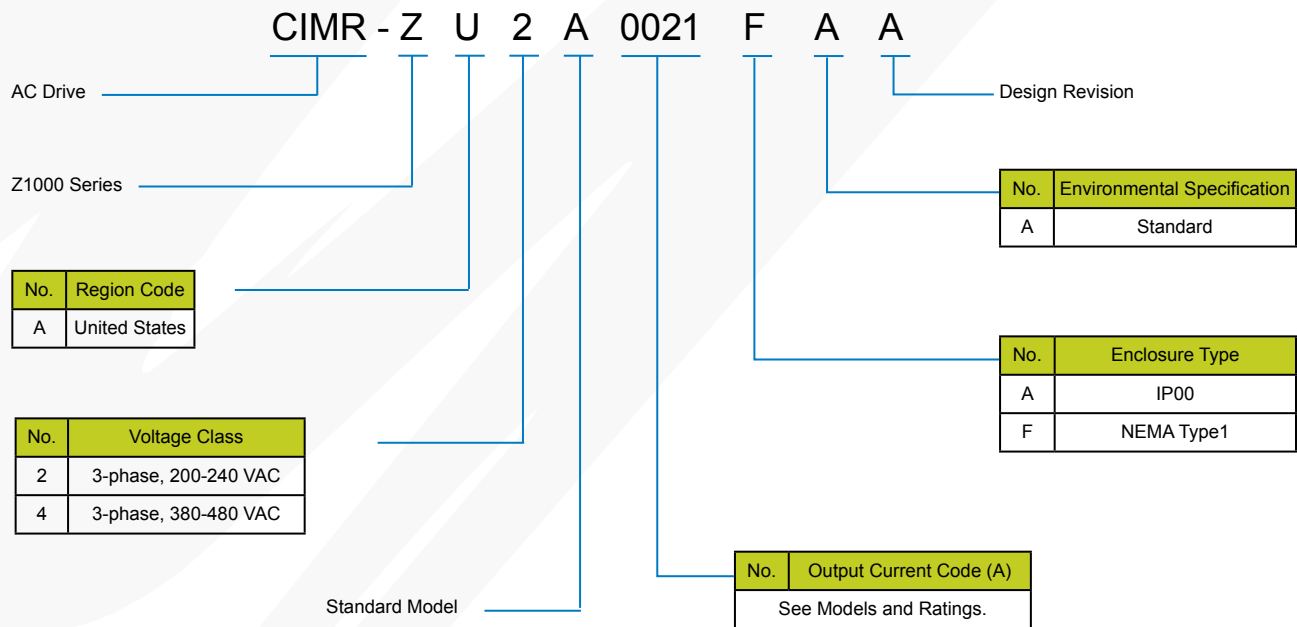 CIMR - Z U 2 A 0021 F A A
AC Drive
Design Revision
Z1000 Series
No. Environmental Specification
A Standard
No. Region Code
A United States
No. Enclosure Type
A IP00
F NEMA Type1
No. Voltage Class
2 3-phase, 200-240 VAC
4 3-phase, 380-480 VAC
No. Output Current Code (A)
See Models and Ratings.
Standard Model